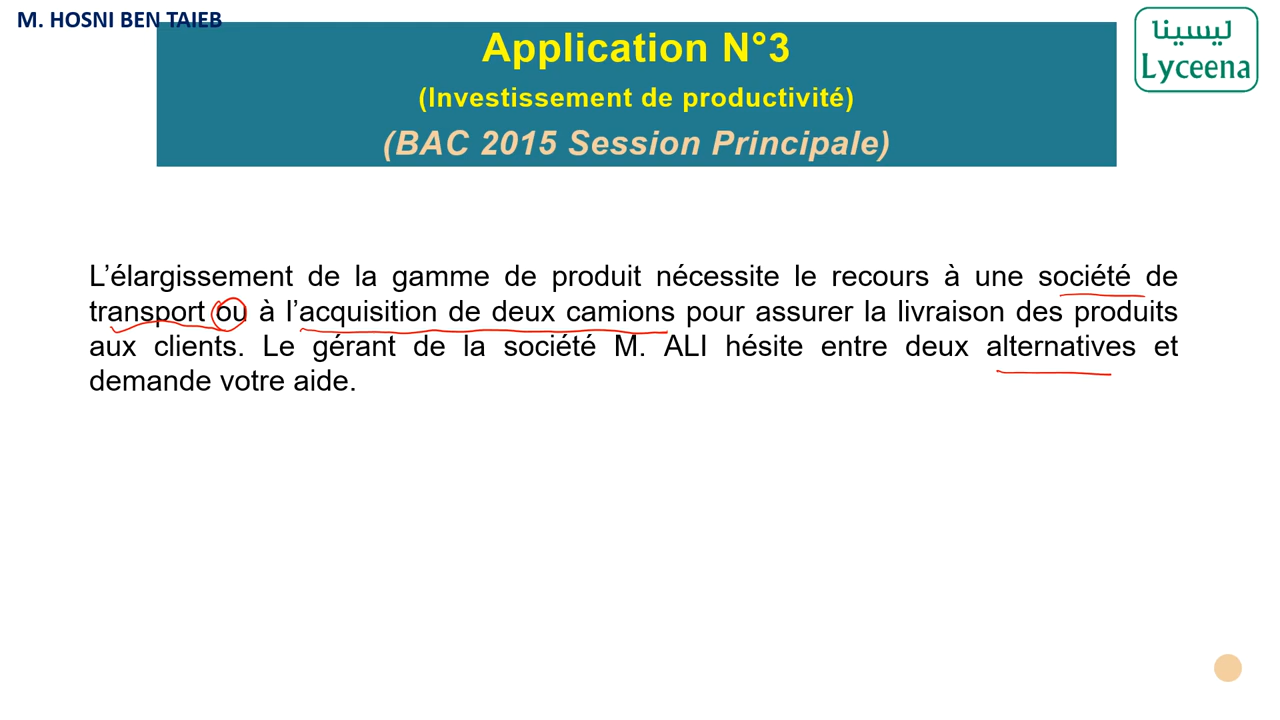 M. HOSNI BEN TAIEB
Application N°3
(Investissement de productivité)
(BAC 2015 Session Principale)
ليسينا
Lyceena
L’élargissement de la gamme de produit nécessite le recours à une société de
transport ou à l’acquisition de deux camions pour assurer la livraison des produits
aux clients. Le gérant de la société M. ALI hésite entre deux alternatives et
demande votre aide.